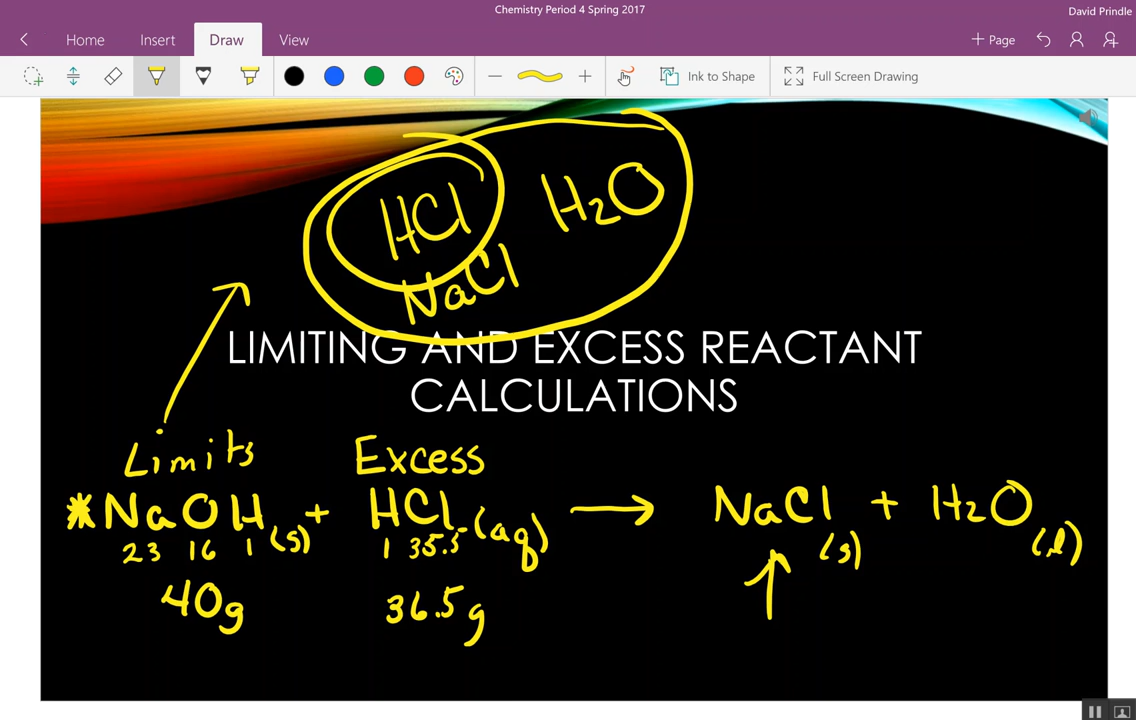 Chemistry Period 4 Spring 2017
David Prindle
Home Insert Draw View
+ Page
Ink to Shape
Full Screen Drawing
HCl H2O
NaCl
LIMITING AND EXCESS REACTANT
CALCULATIONS
Limits Excess
*NaOH(s) + HCl(aq) → NaCl(s) + H2O(l)
23 16 1 1 35.5
40g 36.5g